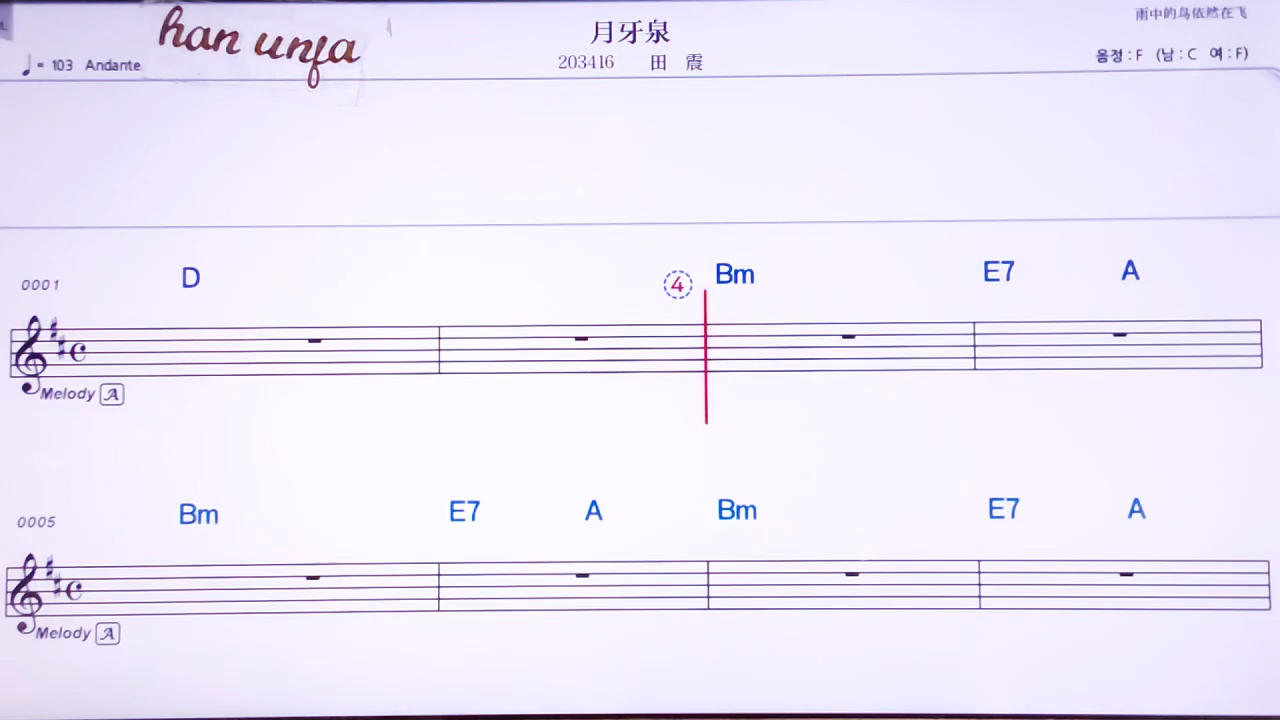 han unfa
月牙泉
雨中的鸟依然在飞
♩ = 103 Andante
203416 田 震
음정 : F (남 : C 여 : F)
0001 D ④ Bm E7 A
Melody A
0005 Bm E7 A Bm E7 A
Melody A